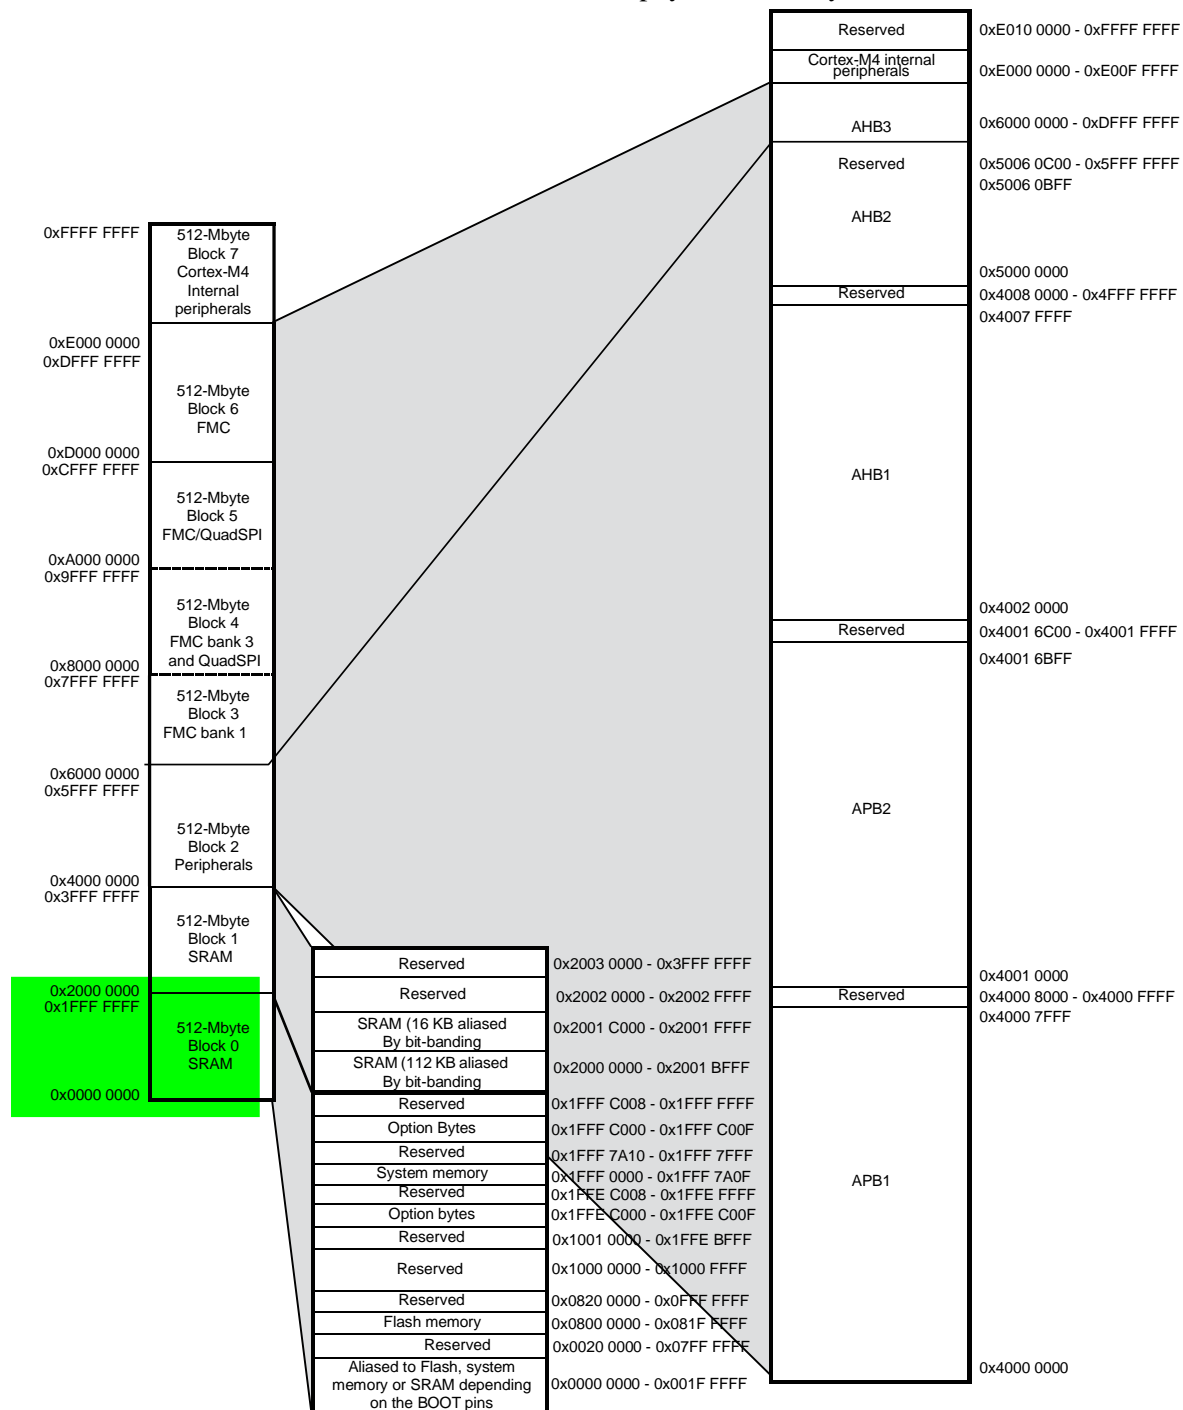 Reserved
0xE010 0000 - 0xFFFF FFFF
Cortex-M4 internal
peripherals
0xE000 0000 - 0xE00F FFFF
AHB3
0x6000 0000 - 0xDFFF FFFF
Reserved
0x5006 0C00 - 0x5FFF FFFF
0x5006 0BFF
AHB2
0x5000 0000
Reserved
0x4008 0000 - 0x4FFF FFFF
0x4007 FFFF
AHB1
0x4002 0000
Reserved
0x4001 6C00 - 0x4001 FFFF
0x4001 6BFF
APB2
0x4001 0000
Reserved
0x4000 8000 - 0x4000 FFFF
0x4000 7FFF
APB1
0x4000 0000
0xFFFF FFFF
512-Mbyte
Block 7
Cortex-M4
Internal
peripherals
0xE000 0000
0xDFFF FFFF
512-Mbyte
Block 6
FMC
0xD000 0000
0xCFFF FFFF
512-Mbyte
Block 5
FMC/QuadSPI
0xA000 0000
0x9FFF FFFF
512-Mbyte
Block 4
FMC bank 3
and QuadSPI
0x8000 0000
0x7FFF FFFF
512-Mbyte
Block 3
FMC bank 1
0x6000 0000
0x5FFF FFFF
512-Mbyte
Block 2
Peripherals
0x4000 0000
0x3FFF FFFF
512-Mbyte
Block 1
SRAM
0x2000 0000
0x1FFF FFFF
512-Mbyte
Block 0
SRAM
0x0000 0000
Reserved
0x2003 0000 - 0x3FFF FFFF
Reserved
0x2002 0000 - 0x2002 FFFF
SRAM (16 KB aliased
By bit-banding
0x2001 C000 - 0x2001 FFFF
SRAM (112 KB aliased
By bit-banding
0x2000 0000 - 0x2001 BFFF
Reserved
0x1FFF C008 - 0x1FFF FFFF
Option Bytes
0x1FFF C000 - 0x1FFF C00F
Reserved
0x1FFF 7A10 - 0x1FFF 7FFF
System memory
0x1FFF 0000 - 0x1FFF 7A0F
Reserved
0x1FFE C008 - 0x1FFE FFFF
Option bytes
0x1FFE C000 - 0x1FFE C00F
Reserved
0x1001 0000 - 0x1FFE BFFF
Reserved
0x1000 0000 - 0x1000 FFFF
Reserved
0x0820 0000 - 0x0FFF FFFF
Flash memory
0x0800 0000 - 0x081F FFFF
Reserved
0x0020 0000 - 0x07FF FFFF
Aliased to Flash, system
memory or SRAM depending
on the BOOT pins
0x0000 0000 - 0x001F FFFF